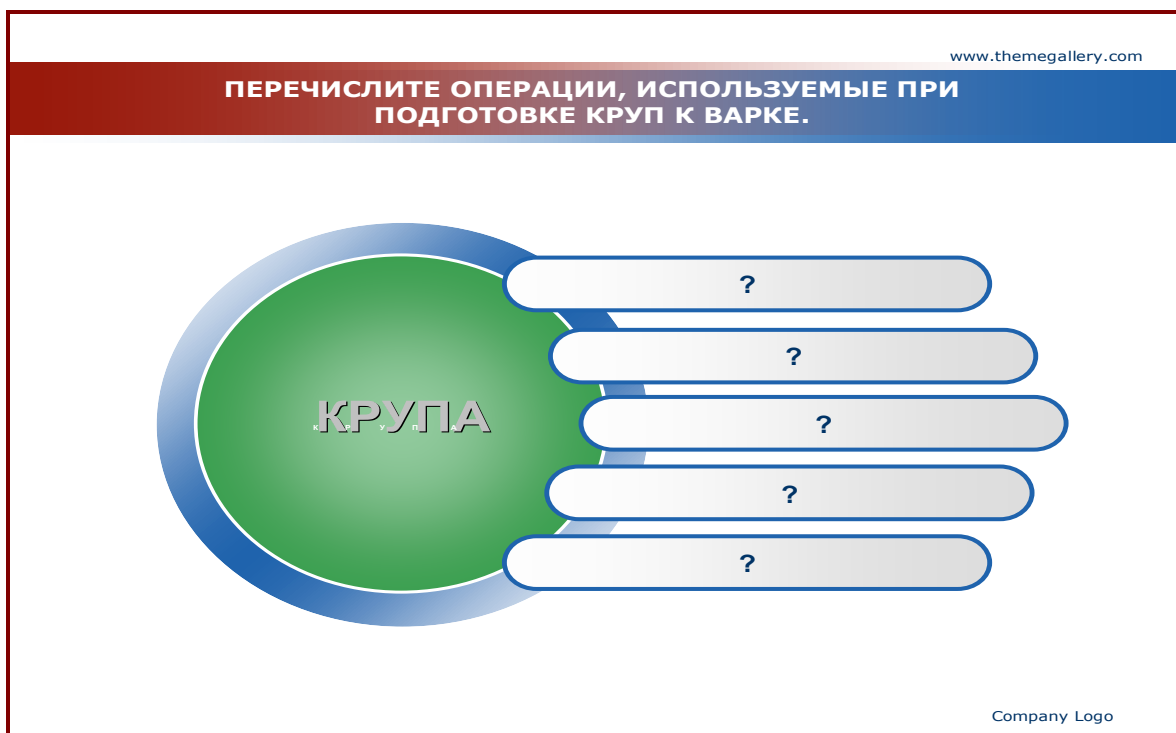 www.themegallery.com
ПЕРЕЧИСЛИТЕ ОПЕРАЦИИ, ИСПОЛЬЗУЕМЫЕ ПРИ
ПОДГОТОВКЕ КРУП К ВАРКЕ.
?
?
КРУПА
?
?
?
Company Logo